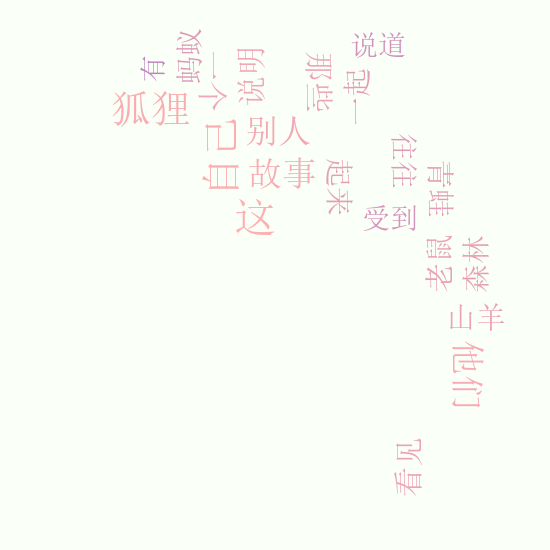 说道
蚂蚁
有
一个
说明
那些
一起
狐狸
自己
别人
往往
故事
起来
青蛙
这
受到
老鼠
森林
山羊
他们
看见